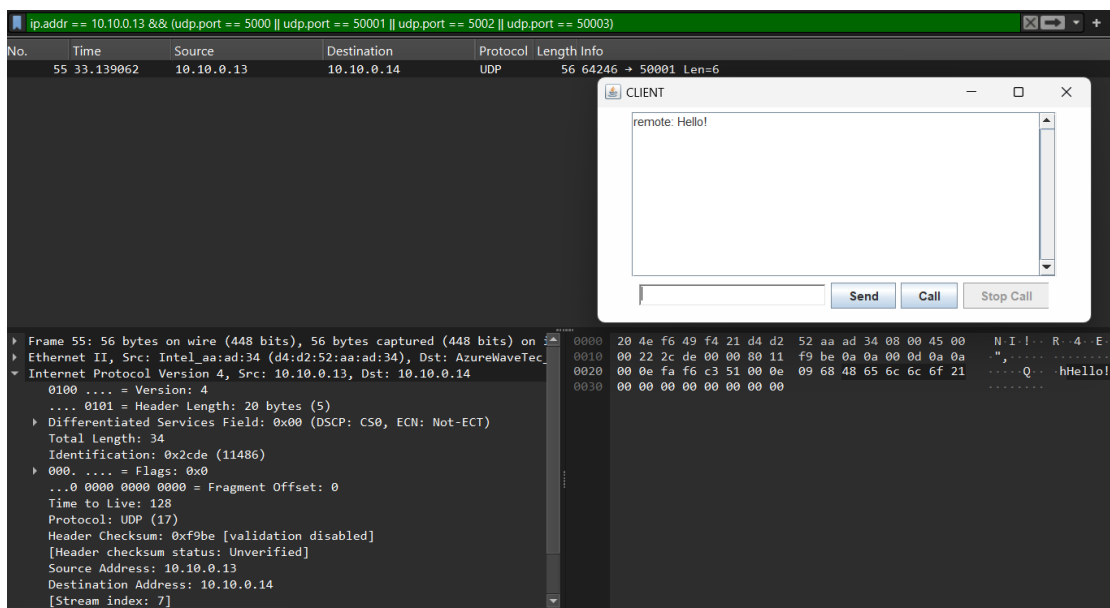 ip.addr == 10.10.0.13 && (udp.port == 5000 || udp.port == 50001 || udp.port == 5002 || udp.port == 50003)
No. Time Source Destination Protocol Length Info
55 33.139062 10.10.0.13 10.10.0.14 UDP 56 64246 → 50001 Len=6
CLIENT
remote: Hello!
Send Call Stop Call
Frame 55: 56 bytes on wire (448 bits), 56 bytes captured (448 bits) on i
Ethernet II, Src: Intel_aa:ad:34 (d4:d2:52:aa:ad:34), Dst: AzureWaveTec_
Internet Protocol Version 4, Src: 10.10.0.13, Dst: 10.10.0.14
0100 .... = Version: 4
.... 0101 = Header Length: 20 bytes (5)
Differentiated Services Field: 0x00 (DSCP: CS0, ECN: Not-ECT)
Total Length: 34
Identification: 0x2cde (11486)
000. .... = Flags: 0x0
...0 0000 0000 0000 = Fragment Offset: 0
Time to Live: 128
Protocol: UDP (17)
Header Checksum: 0xf9be [validation disabled]
[Header checksum status: Unverified]
Source Address: 10.10.0.13
Destination Address: 10.10.0.14
[Stream index: 7]
0000 20 4e f6 49 f4 21 d4 d2 52 aa ad 34 08 00 45 00 N·I·!·· R··4··E·
0010 00 22 2c de 00 00 80 11 f9 be 0a 0a 00 0d 0a 0a ·",····· ········
0020 00 0e fa f6 c3 51 00 0e 09 68 48 65 6c 6c 6f 21 ·····Q·· ·hHello!
0030 00 00 00 00 00 00 00 00 ········